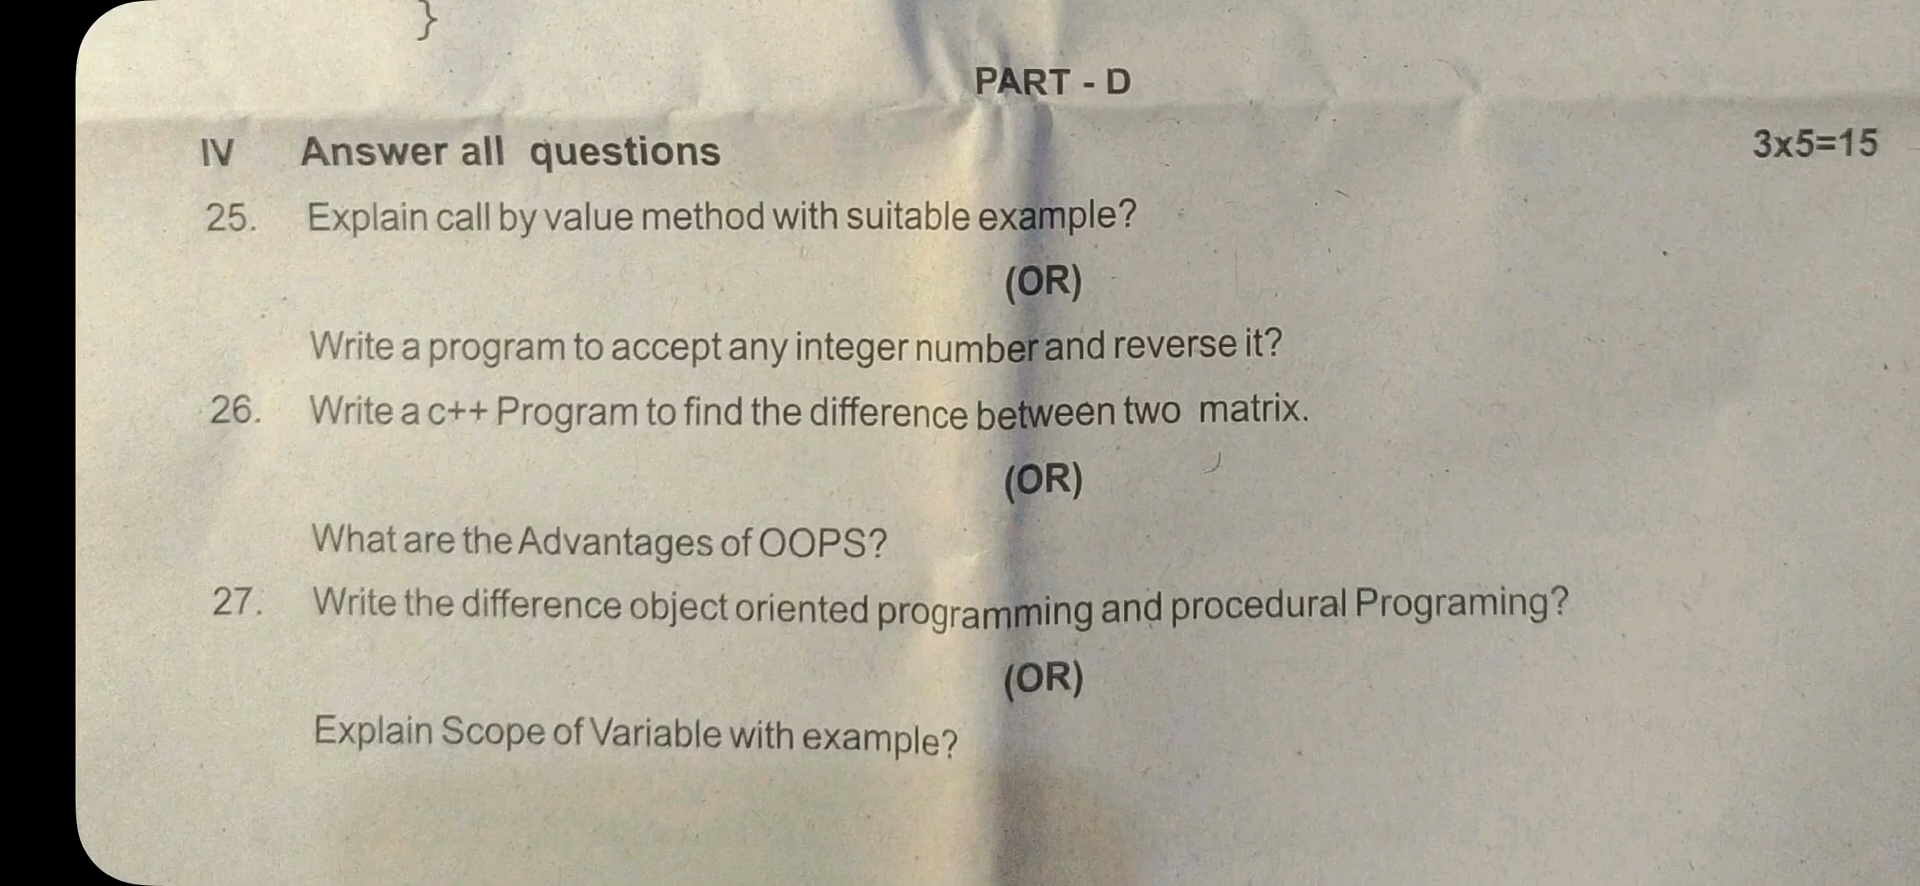 }
PART - D
IV Answer all questions 3x5=15
25. Explain call by value method with suitable example?
(OR)
Write a program to accept any integer number and reverse it?
26. Write a c++ Program to find the difference between two matrix.
(OR)
What are the Advantages of OOPS?
27. Write the difference object oriented programming and procedural Programing?
(OR)
Explain Scope of Variable with example?